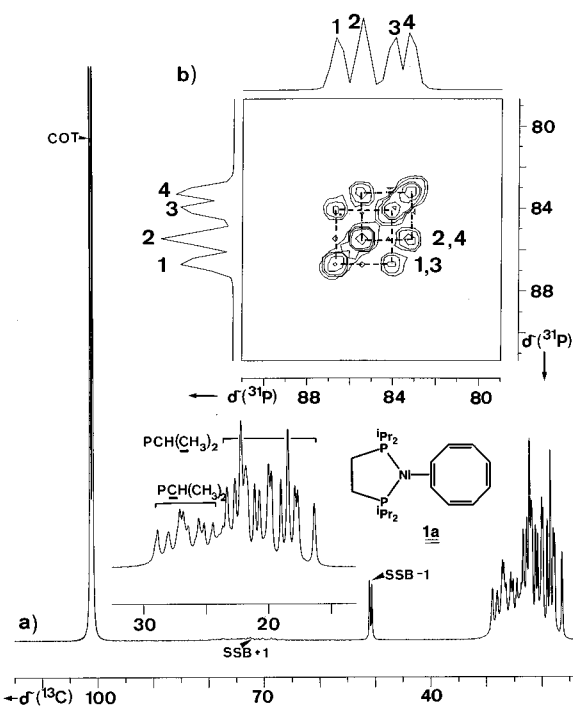 1 2 3 4
b)
COT
80
84
88
δ(³¹P)
4
3
2
1
2,4
1,3
δ(³¹P) 88 84 80
PCH(CH₃)₂
PCH(CH₃)₂
30 20
iPr₂
P
Ni
P
iPr₂
1a
SSB-1
a)
SSB+1
δ(¹³C) 100 70 40